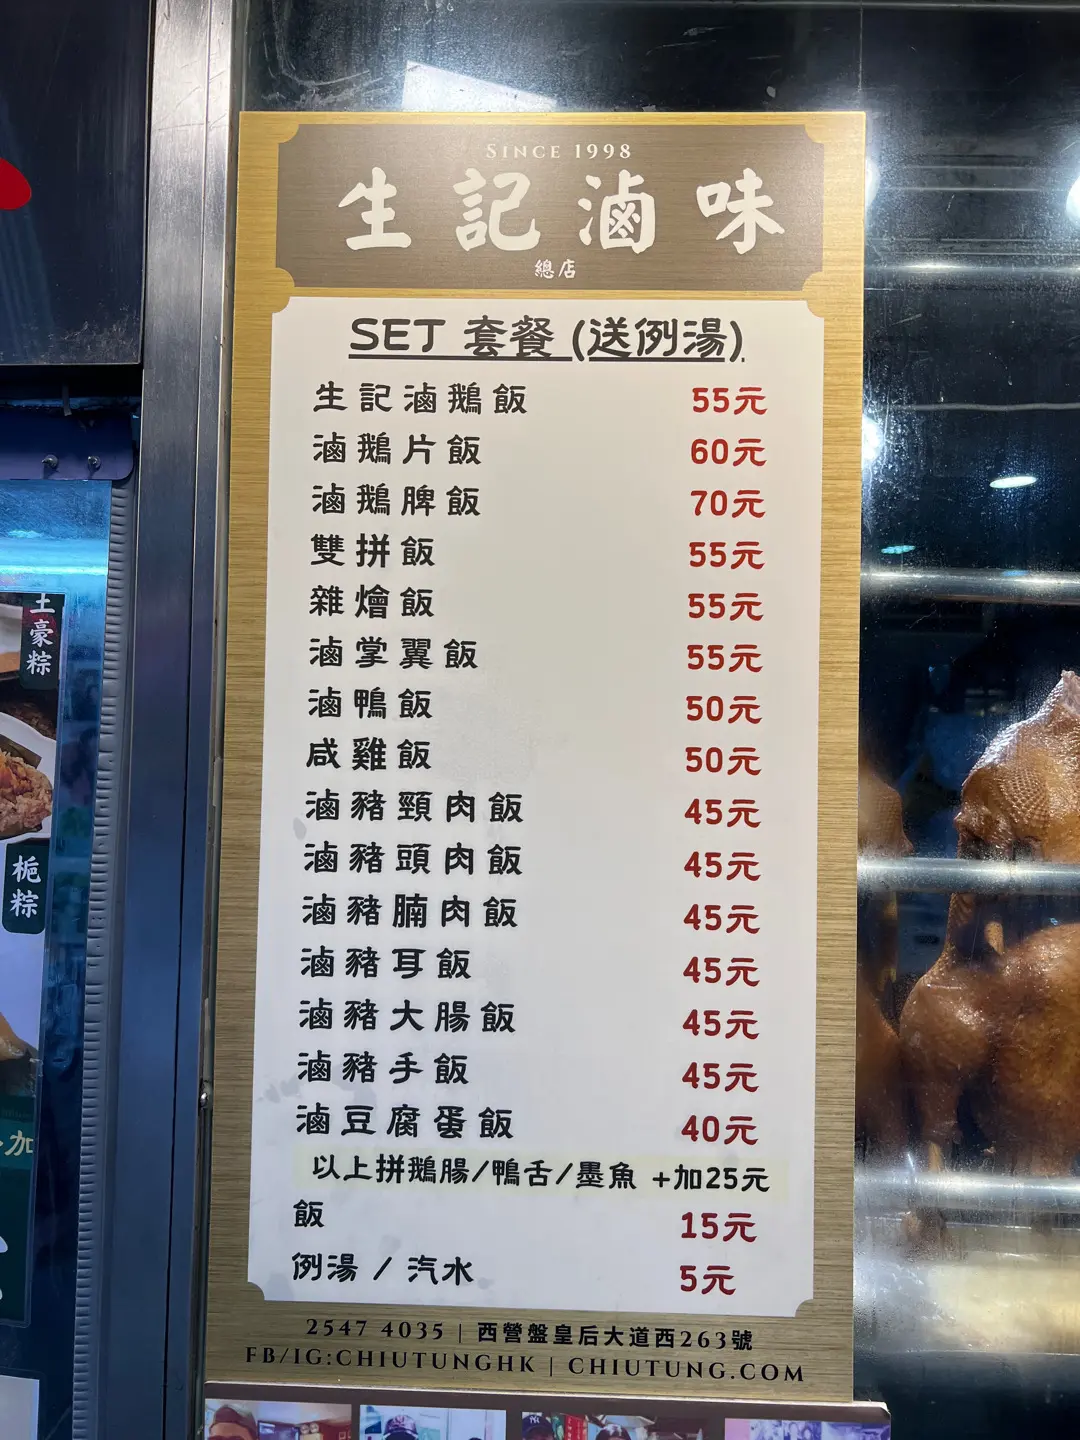 SINCE 1998
生記滷味
總店
SET 套餐 (送例湯)
生記滷鵝飯 55元
滷鵝片飯 60元
滷鵝脾飯 70元
雙拼飯 55元
雜燴飯 55元
滷掌翼飯 55元
滷鴨飯 50元
咸雞飯 50元
滷豬頸肉飯 45元
滷豬頭肉飯 45元
滷豬腩肉飯 45元
滷豬耳飯 45元
滷豬大腸飯 45元
滷豬手飯 45元
滷豆腐蛋飯 40元
以上拼鵝腸/鴨舌/墨魚 +加25元
飯 15元
例湯 / 汽水 5元
2547 4035 | 西營盤皇后大道西263號
FB/IG:CHIUTUNGHK | CHIUTUNG.COM
土豪粽
梔粽
加